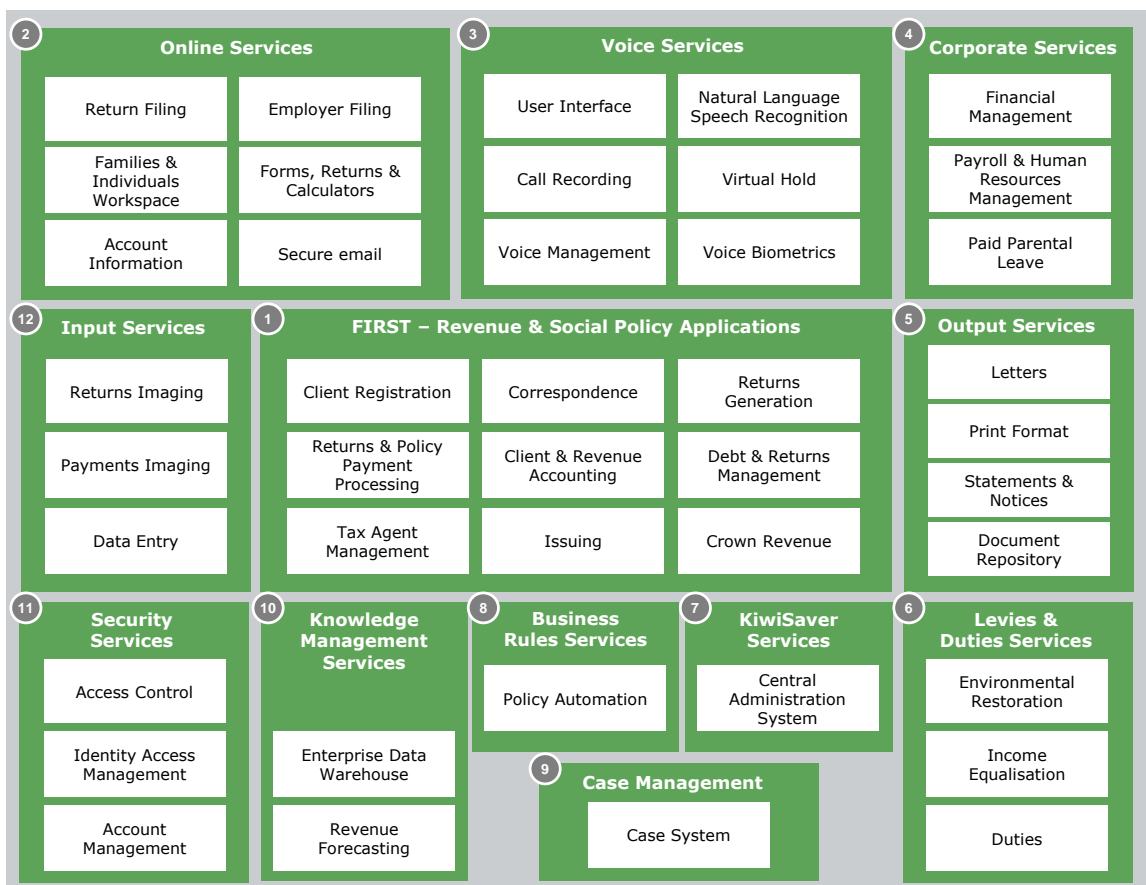 2
Online Services
Return Filing
Employer Filing
Families &
Individuals
Workspace
Forms, Returns &
Calculators
Account
Information
Secure email
3
Voice Services
User Interface
Natural Language
Speech Recognition
Call Recording
Virtual Hold
Voice Management
Voice Biometrics
4
Corporate Services
Financial
Management
Payroll & Human
Resources
Management
Paid Parental
Leave
12
Input Services
Returns Imaging
Payments Imaging
Data Entry
1
FIRST – Revenue & Social Policy Applications
Client Registration
Correspondence
Returns
Generation
Returns & Policy
Payment
Processing
Client & Revenue
Accounting
Debt & Returns
Management
Tax Agent
Management
Issuing
Crown Revenue
5
Output Services
Letters
Print Format
Statements &
Notices
Document
Repository
11
Security
Services
Access Control
Identity Access
Management
Account
Management
10
Knowledge
Management
Services
Enterprise Data
Warehouse
Revenue
Forecasting
8
Business
Rules Services
Policy Automation
7
KiwiSaver
Services
Central
Administration
System
9
Case Management
Case System
6
Levies &
Duties Services
Environmental
Restoration
Income
Equalisation
Duties